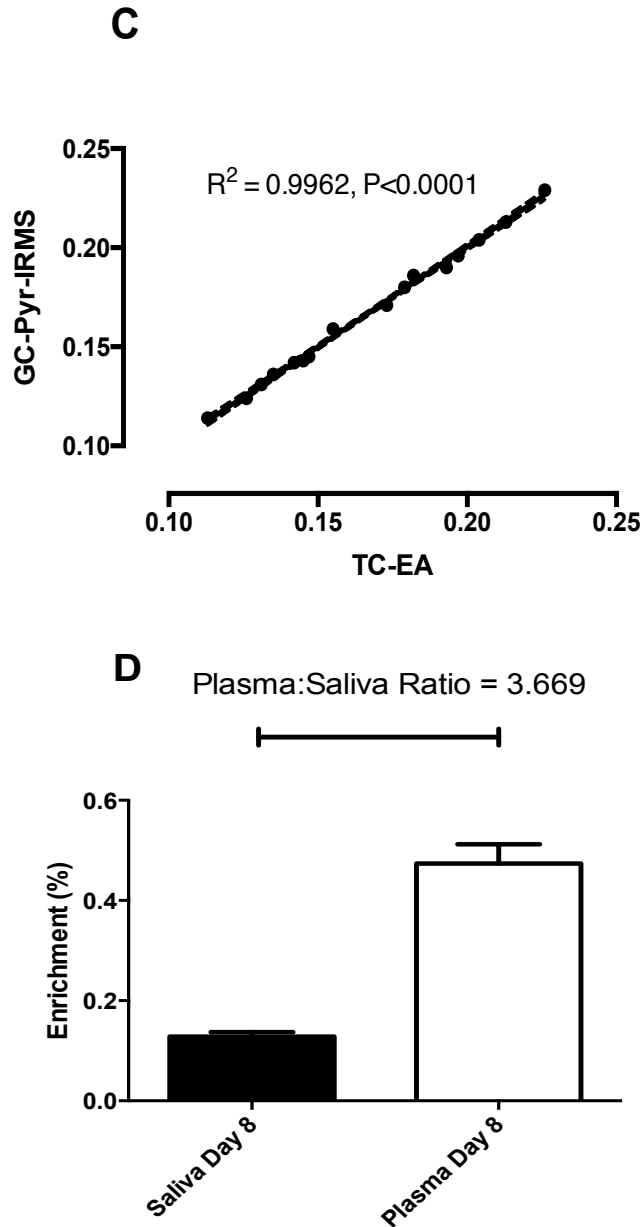 C
R² = 0.9962, P<0.0001
GC-Pyr-IRMS
0.25
0.20
0.15
0.10
0.10 0.15 0.20 0.25
TC-EA
D
Plasma:Saliva Ratio = 3.669
Enrichment (%)
0.6
0.4
0.2
0.0
Saliva Day 8
Plasma Day 8